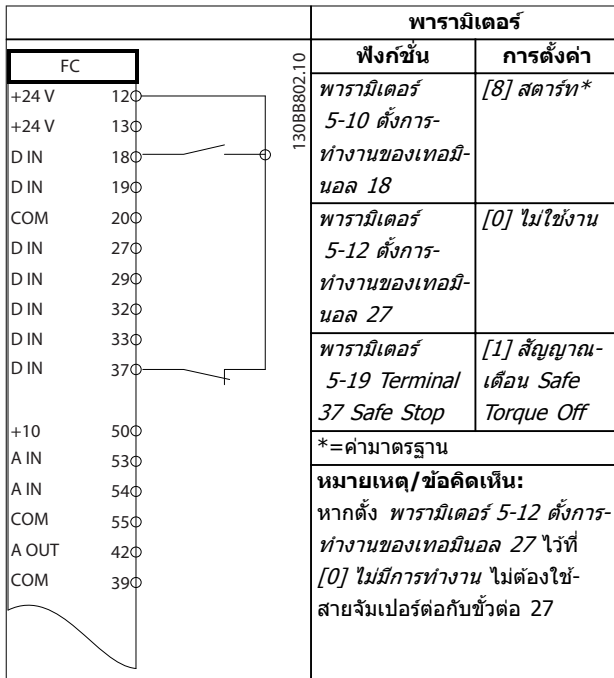 FC
+24 V 12
+24 V 13
D IN 18
D IN 19
COM 20
D IN 27
D IN 29
D IN 32
D IN 33
D IN 37
+10 50
A IN 53
A IN 54
COM 55
A OUT 42
COM 39
130BB802.10
พารามิเตอร์
ฟังก์ชั่น การตั้งค่า
พารามิเตอร์ [8] สตาร์ท*
5-10 ตั้งการ-
ทำงานของเทอมิ-
นอล 18
พารามิเตอร์ [0] ไม่ใช้งาน
5-12 ตั้งการ-
ทำงานของเทอมิ-
นอล 27
พารามิเตอร์ [1] สัญญาณ-
5-19 Terminal เตือน Safe
37 Safe Stop Torque Off
*=ค่ามาตรฐาน
หมายเหตุ/ข้อคิดเห็น:
หากตั้ง พารามิเตอร์ 5-12 ตั้งการ-
ทำงานของเทอมินอล 27 ไว้ที่
[0] ไม่มีการทำงาน ไม่ต้องใช้-
สายจัมเปอร์ต่อกับขั้วต่อ 27